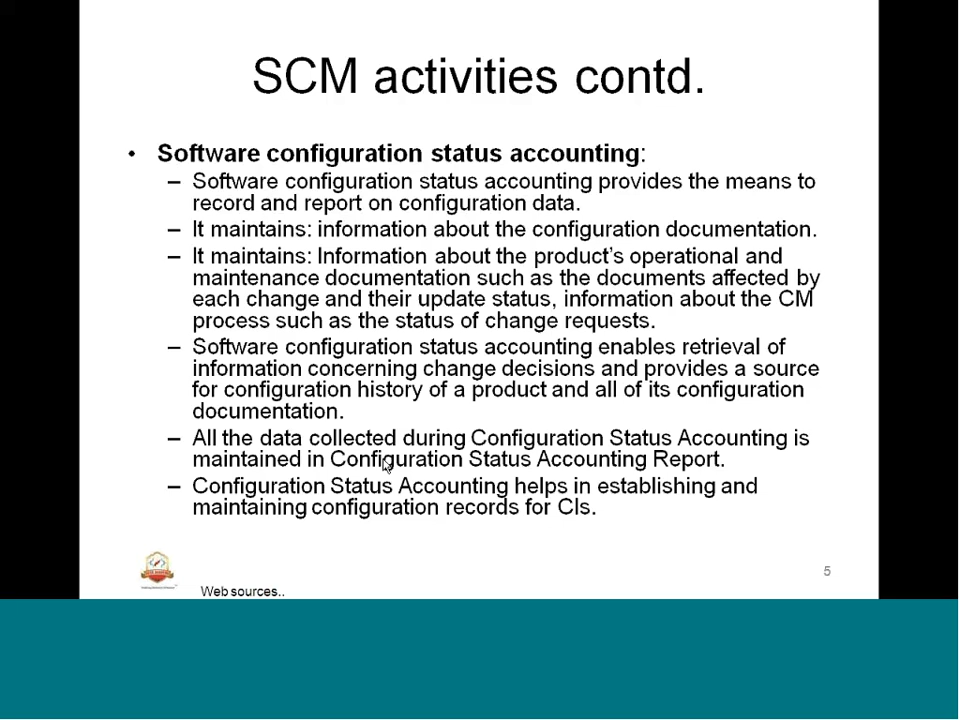 SCM activities contd.
• Software configuration status accounting:
– Software configuration status accounting provides the means to
record and report on configuration data.
– It maintains: information about the configuration documentation.
– It maintains: Information about the product's operational and
maintenance documentation such as the documents affected by
each change and their update status, information about the CM
process such as the status of change requests.
– Software configuration status accounting enables retrieval of
information concerning change decisions and provides a source
for configuration history of a product and all of its configuration
documentation.
– All the data collected during Configuration Status Accounting is
maintained in Configuration Status Accounting Report.
– Configuration Status Accounting helps in establishing and
maintaining configuration records for CIs.
5
Web sources..